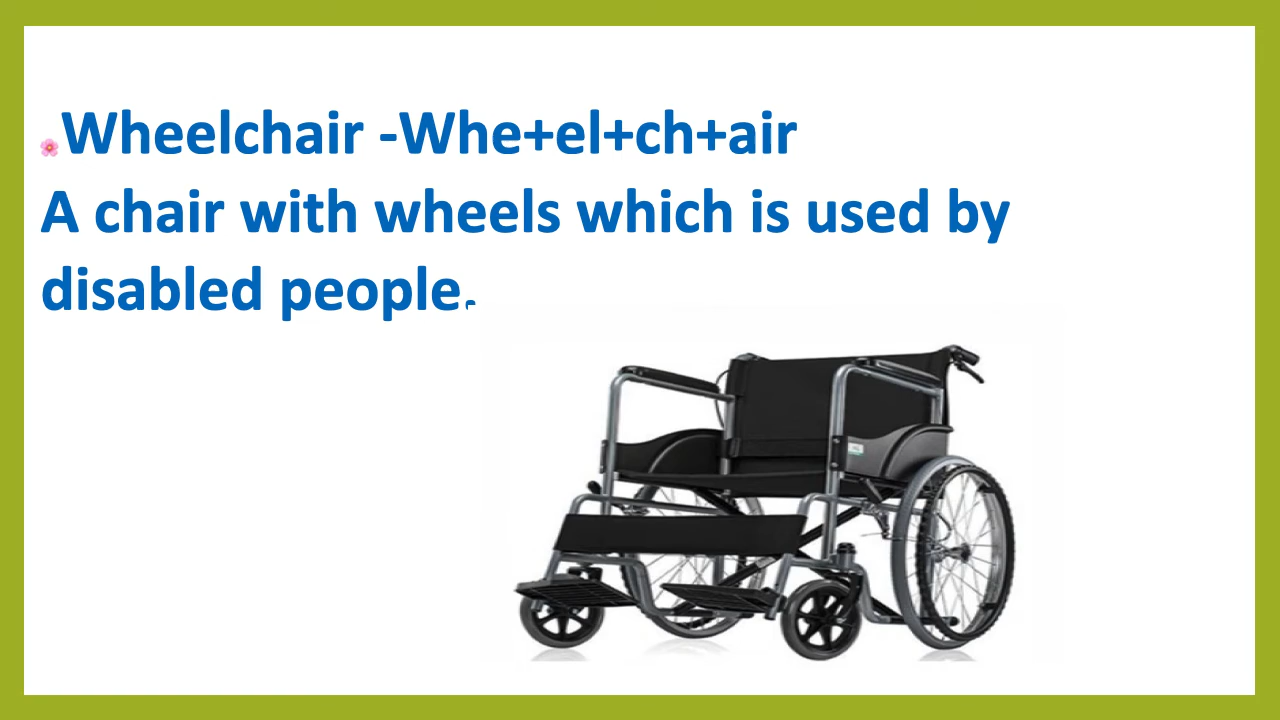 🌸Wheelchair -Whe+el+ch+air
A chair with wheels which is used by
disabled people.